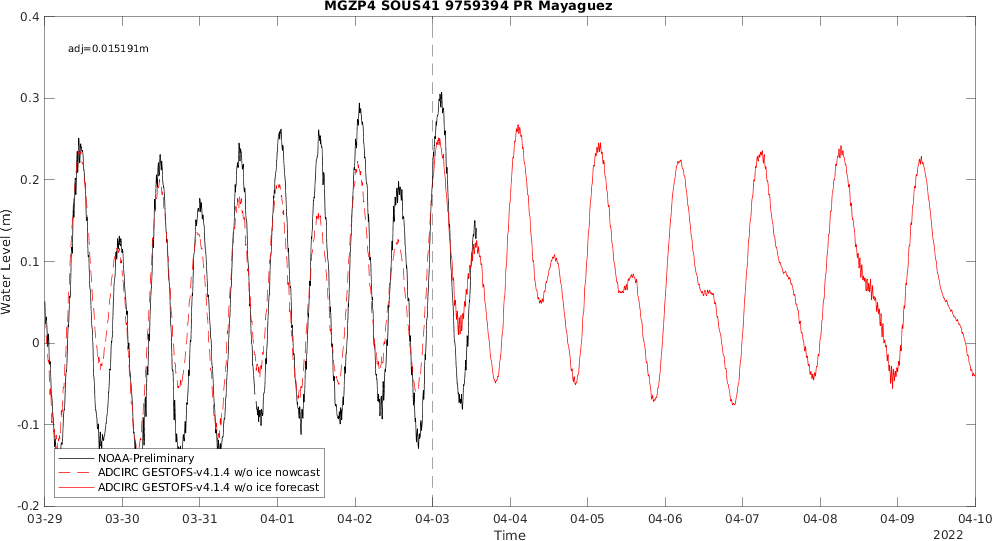 MGZP4 SOUS41 9759394 PR Mayaguez
adj=0.015191m
Water Level (m)
0.4
0.3
0.2
0.1
0
-0.1
-0.2
NOAA-Preliminary
ADCIRC GESTOFS-v4.1.4 w/o ice nowcast
ADCIRC GESTOFS-v4.1.4 w/o ice forecast
03-29 03-30 03-31 04-01 04-02 04-03 04-04 04-05 04-06 04-07 04-08 04-09 04-10
Time
2022